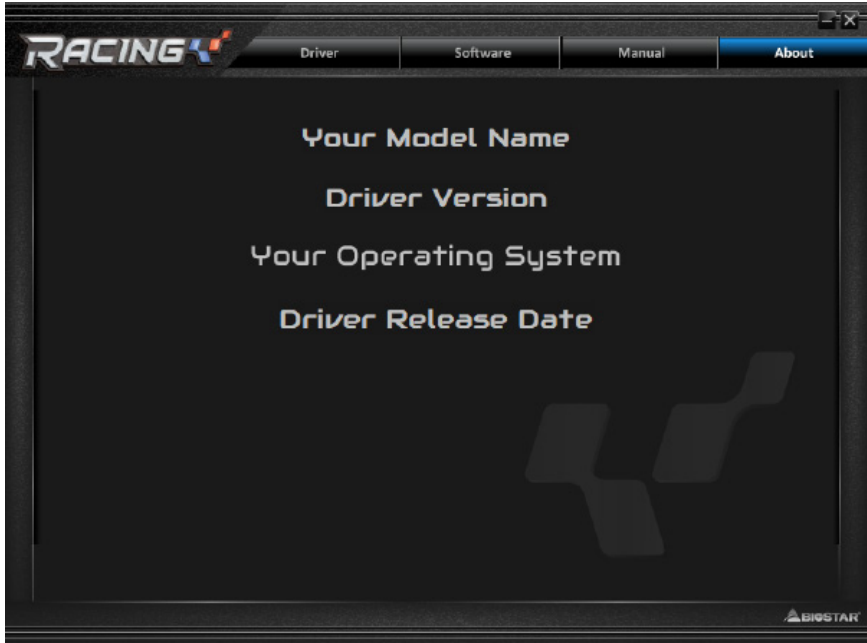 RACING
Driver Software Manual About
Your Model Name
Driver Version
Your Operating System
Driver Release Date
BIOSTAR